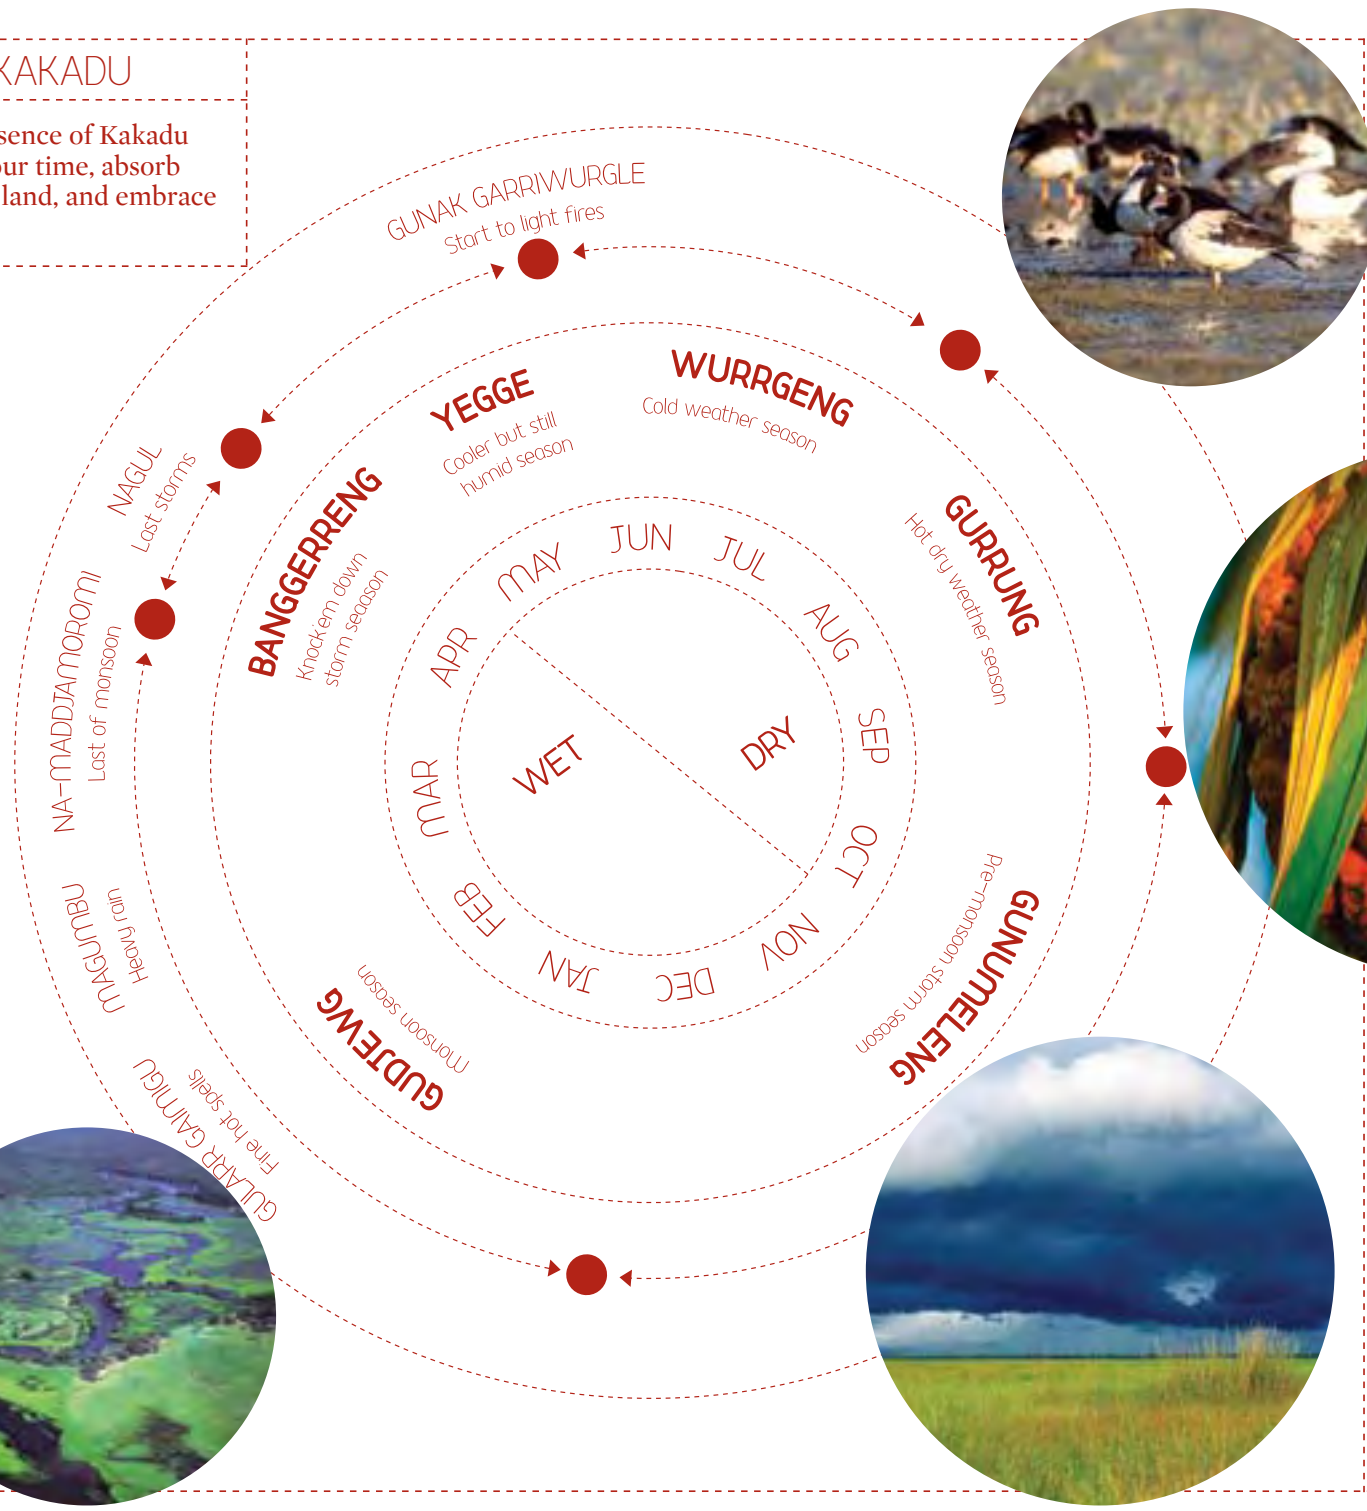 KAKADU
sence of Kakadu
our time, absorb
land, and embrace
GUNAK GARRIWURGLE
Start to light fires
NAGUL
Last storms
NA-MADDJAMOROMI
Last of monsoon
MAGUMBU
Heavy rain
GULARR GAIMIGU
Fine hot spells
YEGGE
Cooler but still
humid season
WURRGENG
Cold weather season
GURRUNG
Hot dry weather season
GUNUMELENG
Pre-monsoon storm season
GUDJEWG
Monsoon season
BANGGERRENG
Knock'em down
storm seaason
JUN
JUL
AUG
SEP
OCT
NOV
DEC
JAN
FEB
MAR
APR
MAY
WET
DRY